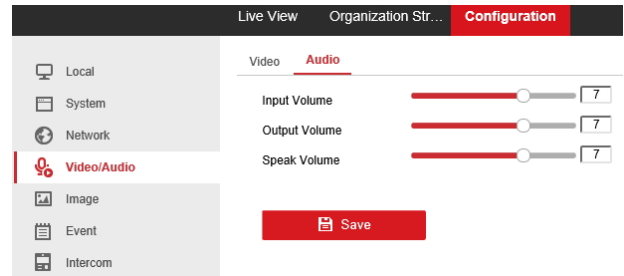 Live View Organization Str... Configuration
Local
System
Network
Video/Audio
Image
Event
Intercom
Video Audio
Input Volume 7
Output Volume 7
Speak Volume 7
Save